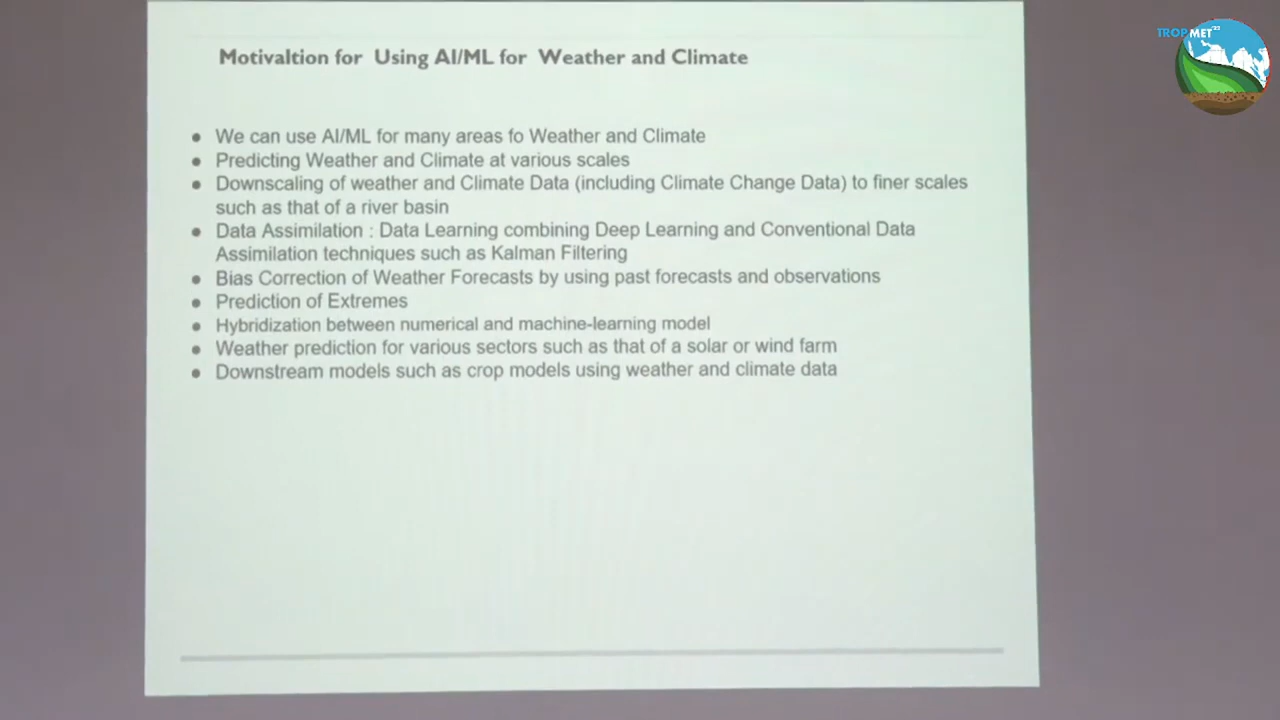 TROPMET'22
Motivaltion for Using AI/ML for Weather and Climate
● We can use AI/ML for many areas fo Weather and Climate
● Predicting Weather and Climate at various scales
● Downscaling of weather and Climate Data (including Climate Change Data) to finer scales
such as that of a river basin
● Data Assimilation : Data Learning combining Deep Learning and Conventional Data
Assimilation techniques such as Kalman Filtering
● Bias Correction of Weather Forecasts by using past forecasts and observations
● Prediction of Extremes
● Hybridization between numerical and machine-learning model
● Weather prediction for various sectors such as that of a solar or wind farm
● Downstream models such as crop models using weather and climate data